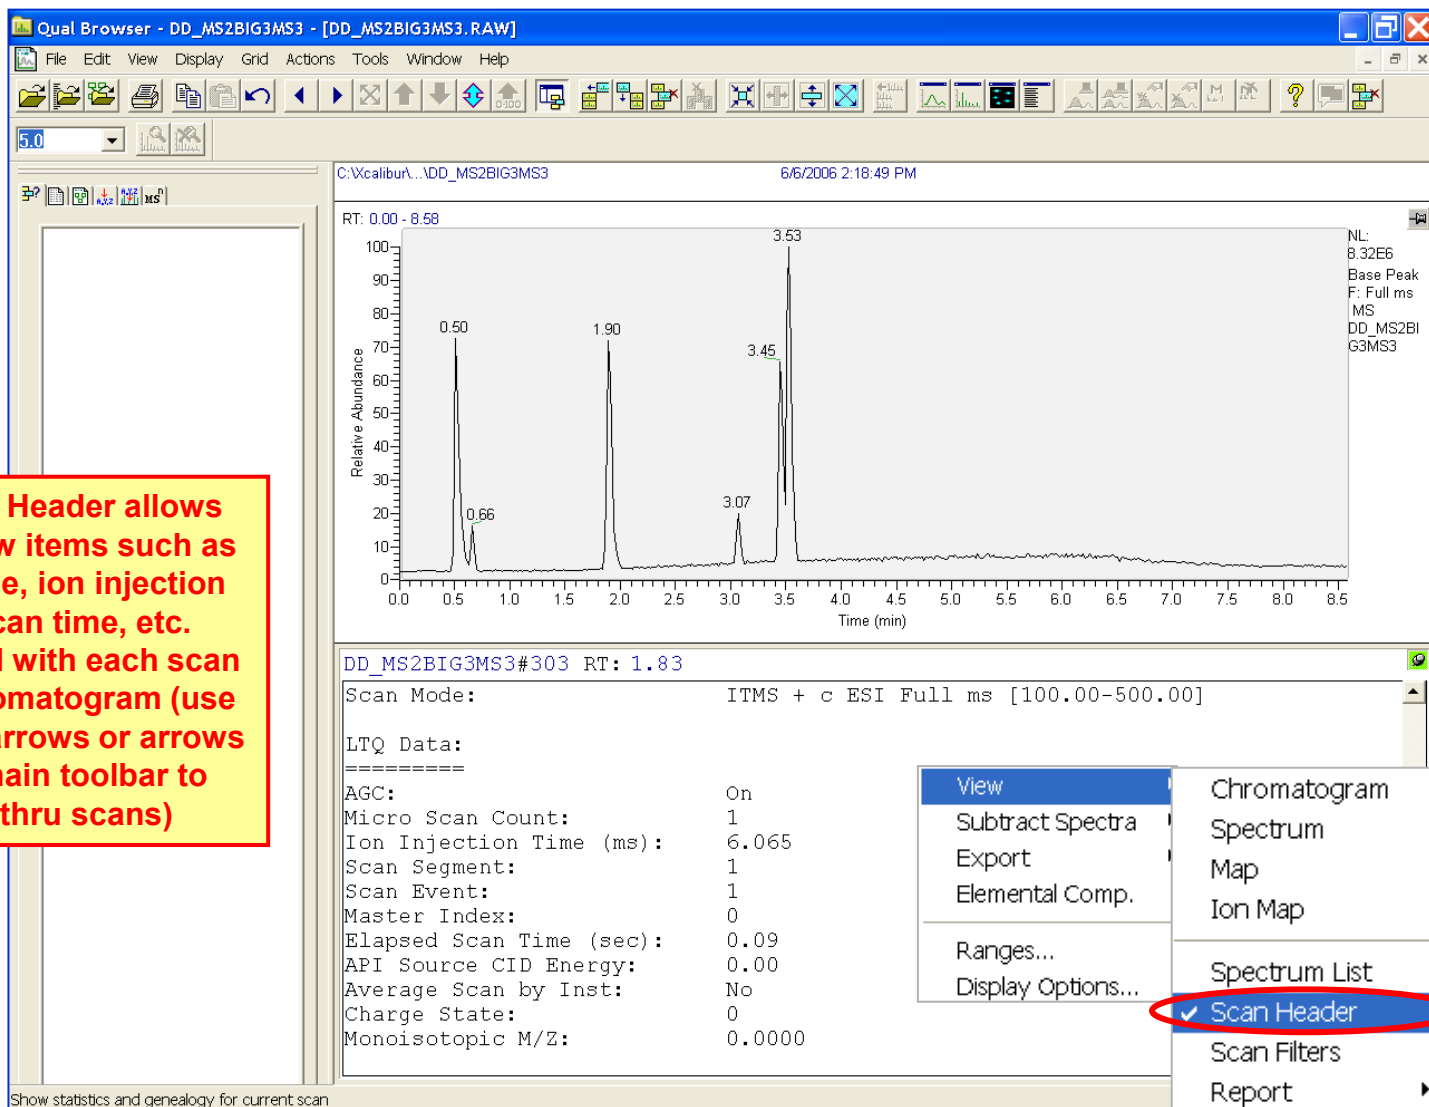 Qual Browser - DD_MS2BIG3MS3 - [DD_MS2BIG3MS3.RAW]
File Edit View Display Grid Actions Tools Window Help
5.0
C:\Xcalibur\...\DD_MS2BIG3MS3 6/6/2006 2:18:49 PM
RT: 0.00 - 8.58
NL:
8.32E6
Base Peak
F: Full ms
MS
DD_MS2BI
G3MS3
Relative Abundance
100
90
80
70
60
50
40
30
20
10
0
0.50
0.66
1.90
3.07
3.45
3.53
0.0 0.5 1.0 1.5 2.0 2.5 3.0 3.5 4.0 4.5 5.0 5.5 6.0 6.5 7.0 7.5 8.0 8.5
Time (min)
Header allows
w items such as
e, ion injection
can time, etc.
l with each scan
omatogram (use
arrows or arrows
nain toolbar to
thru scans)
DD_MS2BIG3MS3#303 RT: 1.83
Scan Mode: ITMS + c ESI Full ms [100.00-500.00]
LTQ Data:
=========
AGC: On
Micro Scan Count: 1
Ion Injection Time (ms): 6.065
Scan Segment: 1
Scan Event: 1
Master Index: 0
Elapsed Scan Time (sec): 0.09
API Source CID Energy: 0.00
Average Scan by Inst: No
Charge State: 0
Monoisotopic M/Z: 0.0000
View
Subtract Spectra
Export
Elemental Comp.
Ranges...
Display Options...
Chromatogram
Spectrum
Map
Ion Map
Spectrum List
Scan Header
Scan Filters
Report
Show statistics and genealogy for current scan